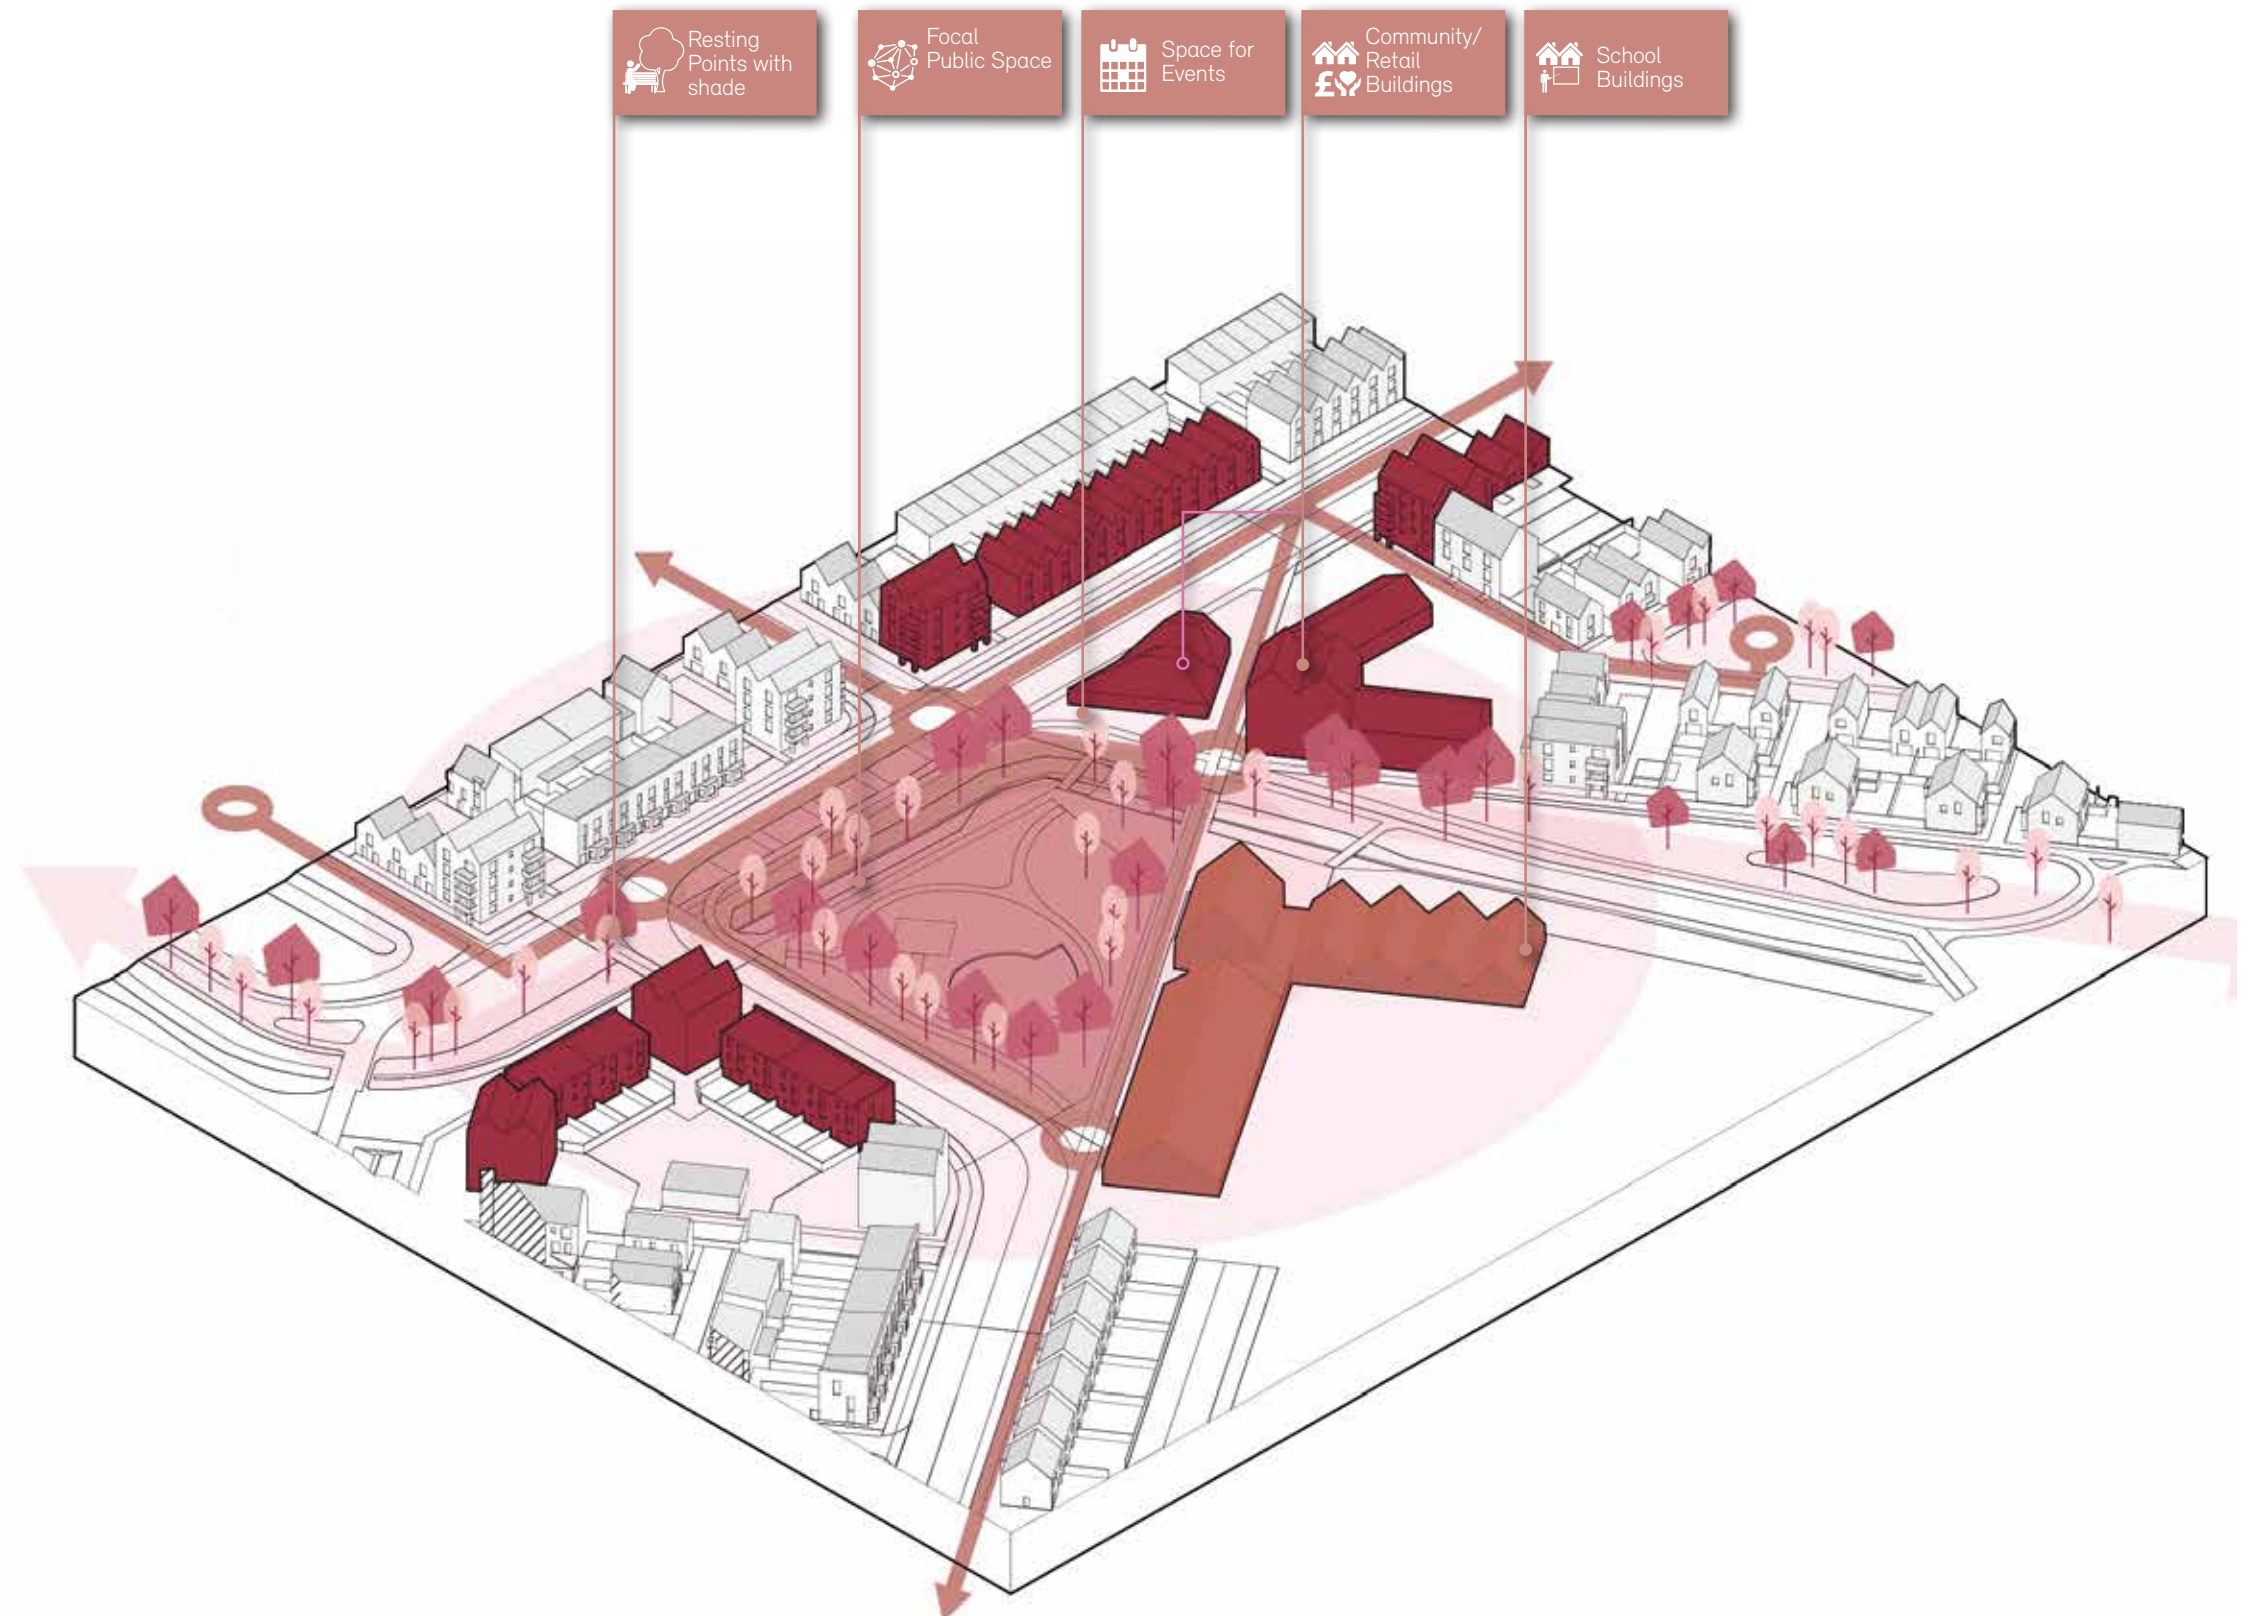 Resting
Points with
shade
Focal
Public Space
Space for
Events
Community/
Retail
Buildings
School
Buildings